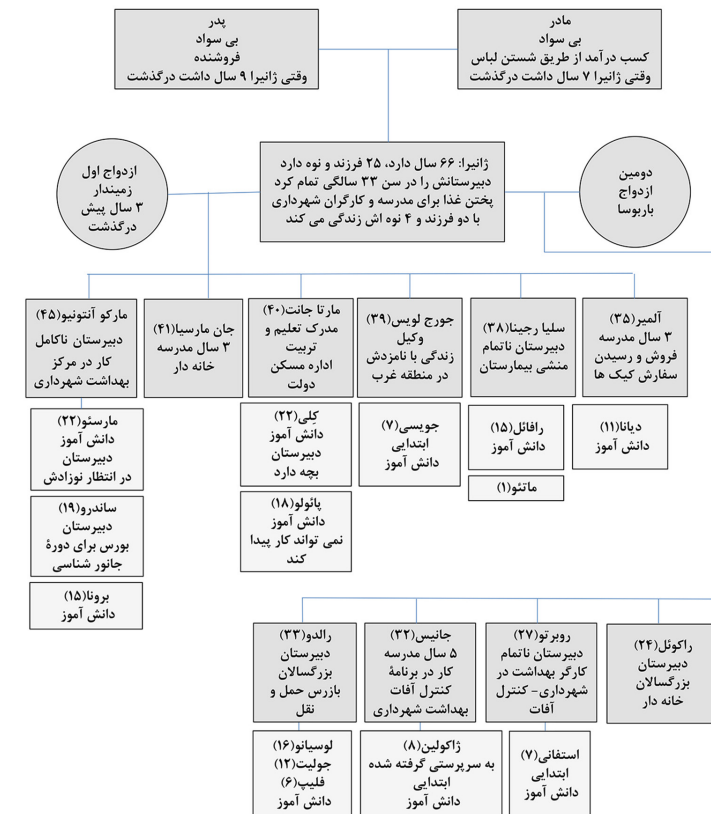 پدر
بی سواد
فروشنده
وقتی ژانیرا ۹ سال داشت درگذشت
مادر
بی سواد
کسب درآمد از طریق شستن لباس
وقتی ژانیرا ۷ سال داشت درگذشت
ازدواج اول
زمیندار
۳ سال پیش
درگذشت
ژانیرا: ۶۶ سال دارد، ۲۵ فرزند و نوه دارد
دبیرستانش را در سن ۳۳ سالگی تمام کرد
پختن غذا برای مدرسه و کارگران شهرداری
با دو فرزند و ۴ نوه اش زندگی می کند
دومین
ازدواج
باربوسا
مارکو آنتونیو(۴۵)
دبیرستان ناکامل
کار در مرکز
بهداشت شهرداری
جان مارسیا(۴۱)
۳ سال مدرسه
خانه دار
مارتا جانت(۴۰)
مدرک تعلیم و
تربیت
اداره مسکن
دولت
جورج لویس(۳۹)
وکیل
زندگی با نامزدش
در منطقه غرب
سلیا رجینا(۳۸)
دبیرستان ناتمام
منشی بیمارستان
آلمیر(۳۵)
۳ سال مدرسه
فروش و رسیدن
سفارش کیک ها
مارسئو(۲۲)
دانش آموز
دبیرستان
در انتظار نوزادش
ساندرو(۱۹)
دبیرستان
بورس برای دورهٔ
جانور شناسی
برونا(۱۵)
دانش آموز
کِلی(۲۲)
دانش آموز
دبیرستان
بچه دارد
پائولو(۱۸)
دانش آموز
نمی تواند کار پیدا
کند
جویسی(۷)
ابتدایی
دانش آموز
رافائل(۱۵)
دانش آموز
ماتئو(۱)
دیانا(۱۱)
دانش آموز
رالدو(۳۳)
دبیرستان
بزرگسالان
بازرس حمل و
نقل
جانیس(۳۲)
۵ سال مدرسه
کار در برنامهٔ
کنترل آفات
بهداشت شهرداری
روبرتو(۲۷)
دبیرستان ناتمام
کارگر بهداشت در
شهرداری- کنترل
آفات
راکوئل(۲۴)
دبیرستان
بزرگسالان
خانه دار
لوسیانو(۱۶)
جولیت(۱۲)
فلیپ(۶)
دانش آموز
ژاکولین(۸)
به سرپرستی گرفته شده
ابتدایی
دانش آموز
استفانی(۷)
ابتدایی
دانش آموز